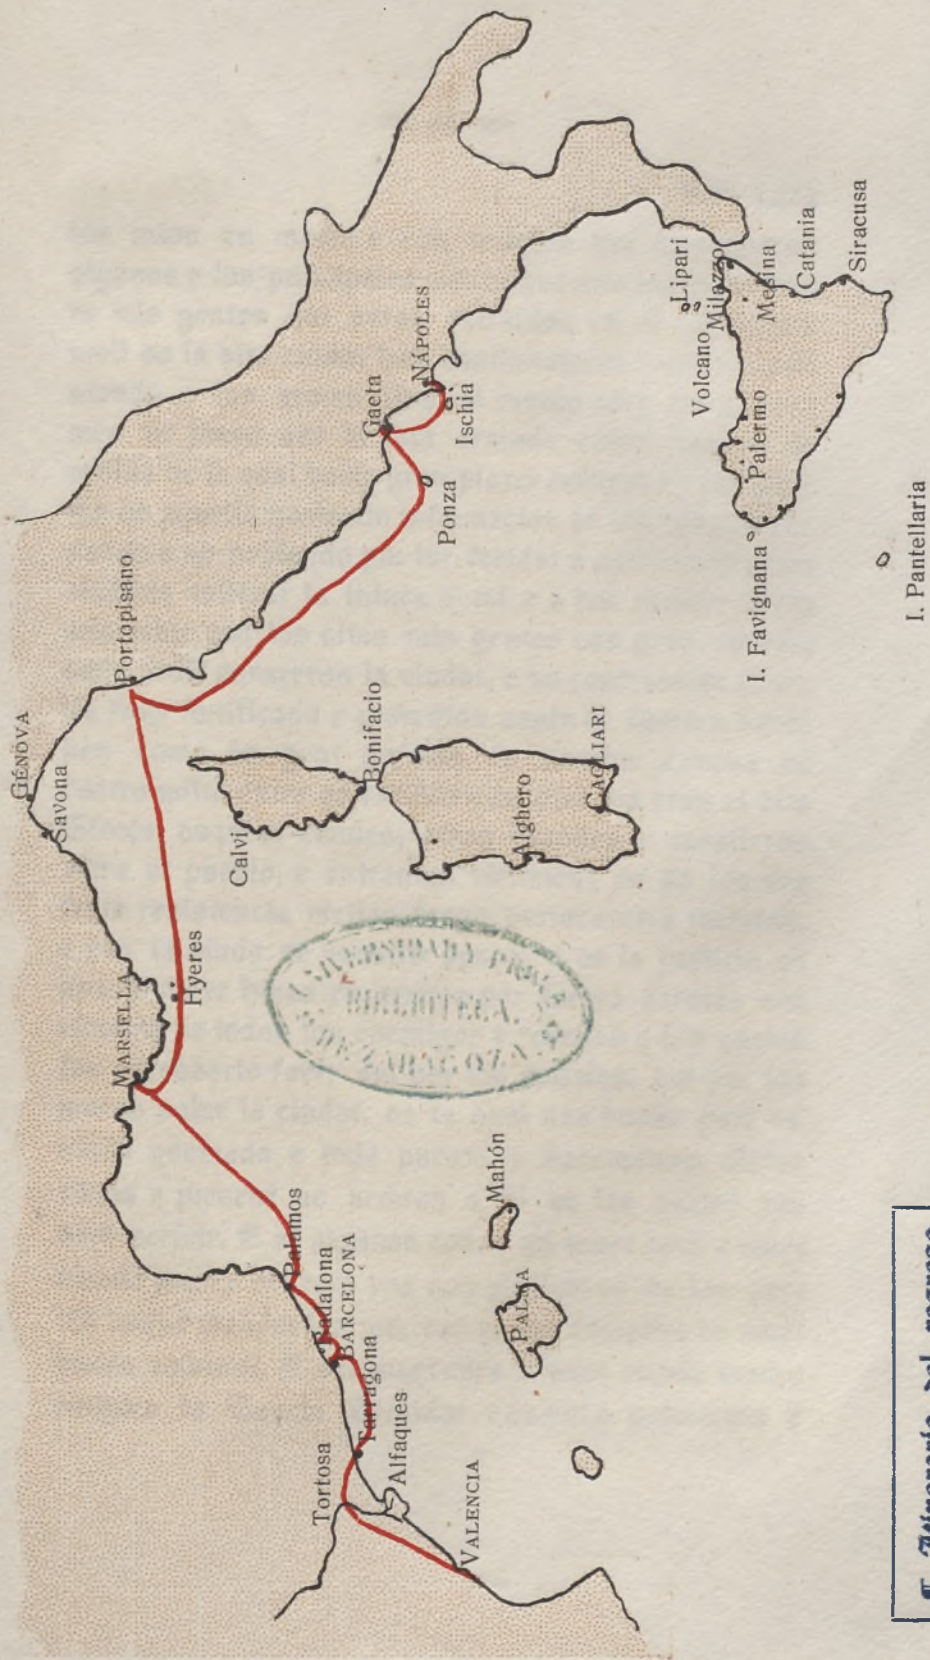 GÉNOVA
Savona
Portopisano
MARSELLA
Hyeres
Calvi
Bonifacio
Alghero
CAGLIARI
Gaeta
NÁPOLES
Ischia
Ponza
Lipari
Volcano
Milazzo
Mesina
Catania
Siracusa
Palermo
I. Favignana
I. Pantellaria
Palamos
Badalona
BARCELONA
Tarragona
Tortosa
Alfaques
VALENCIA
Mahón
PALMA
BIBLIOTECA.
DE ZARAGOZA.
Itinerario del regreso